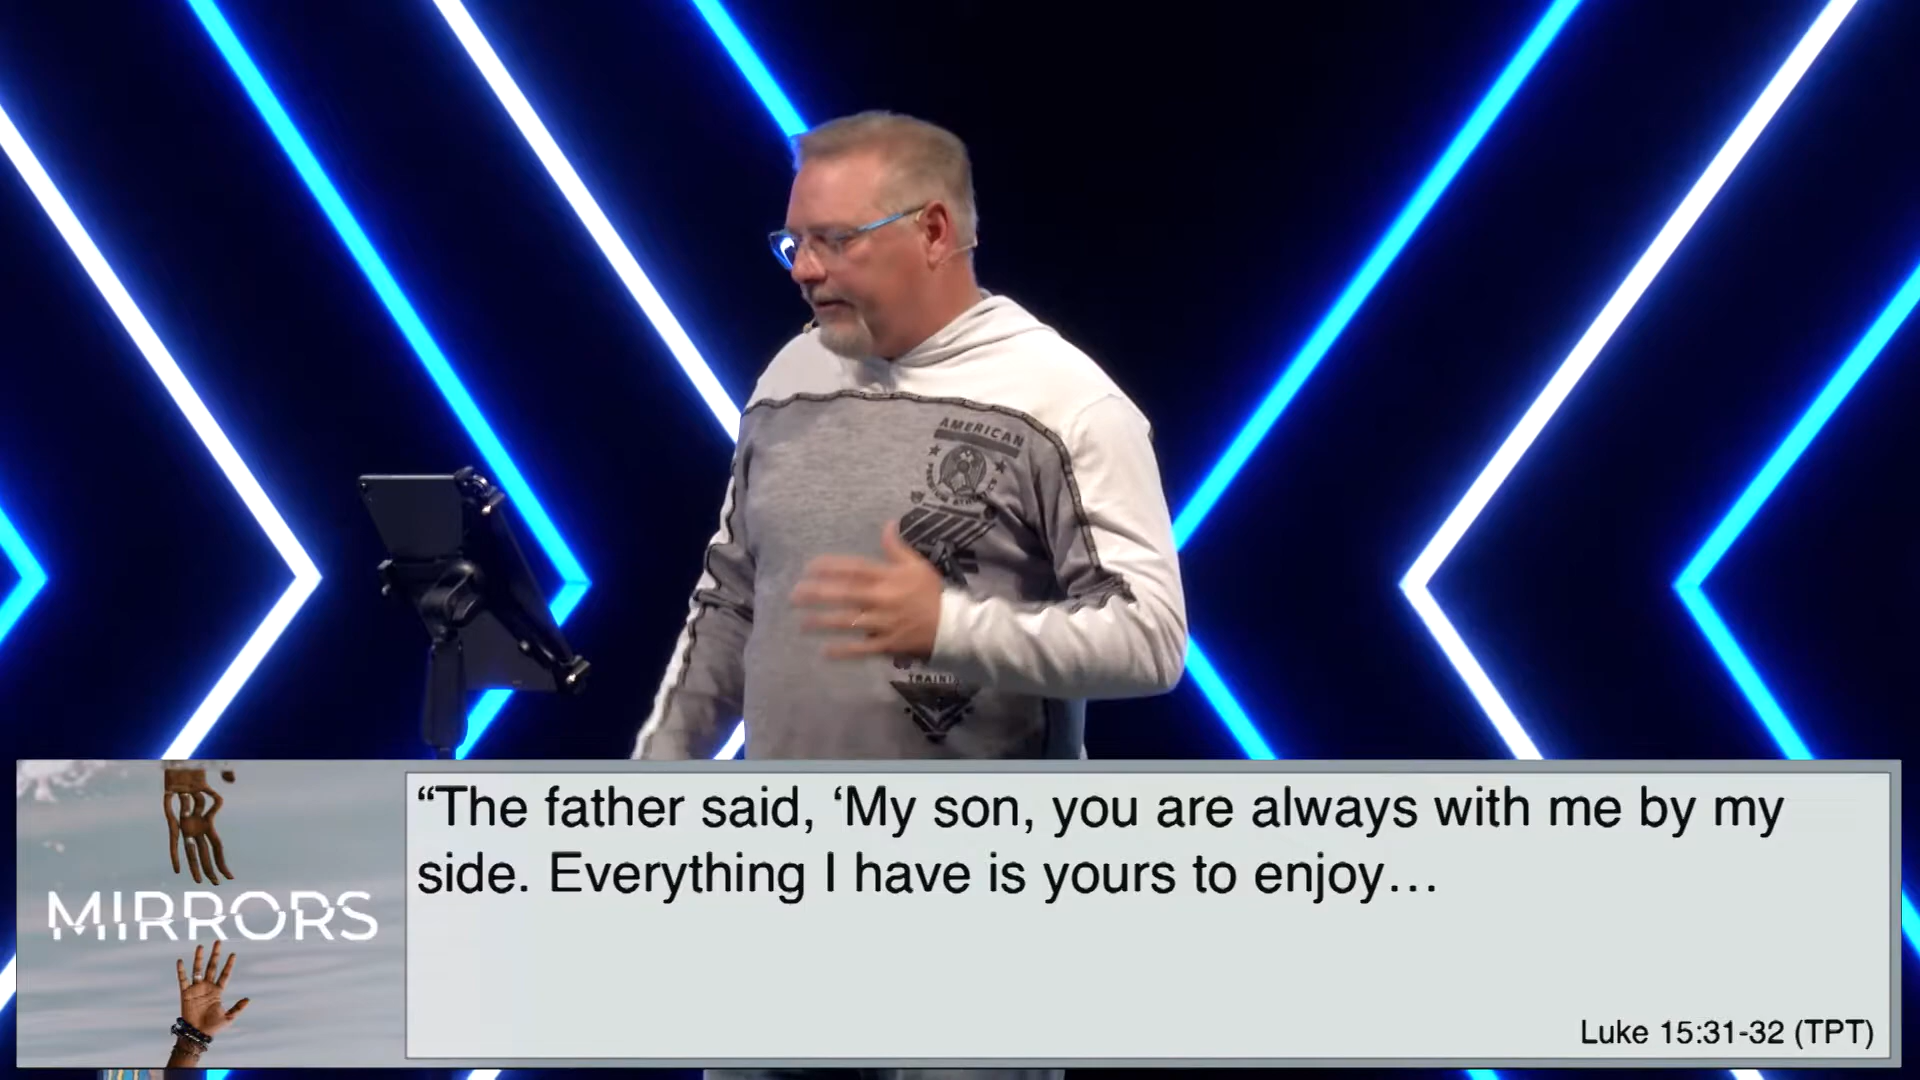 AMERICAN
TRAINI
MIRRORS
“The father said, ‘My son, you are always with me by my
side. Everything I have is yours to enjoy…
Luke 15:31-32 (TPT)